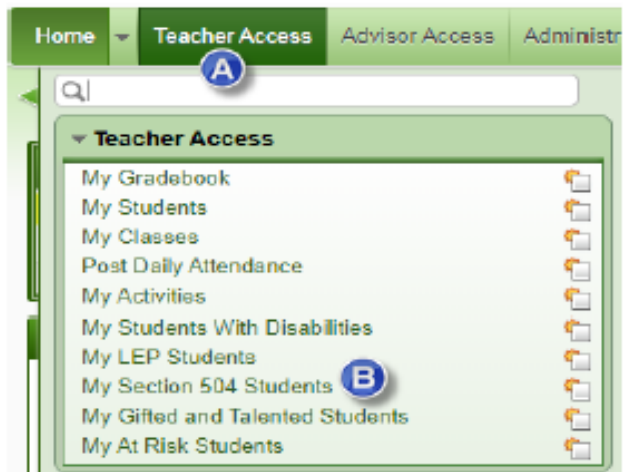 Home Teacher Access Advisor Access Administr
A
Teacher Access
My Gradebook
My Students
My Classes
Post Daily Attendance
My Activities
My Students With Disabilities
My LEP Students
My Section 504 Students B
My Gifted and Talented Students
My At Risk Students